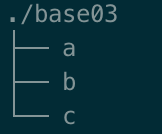 ./base03
├── a
├── b
└── c